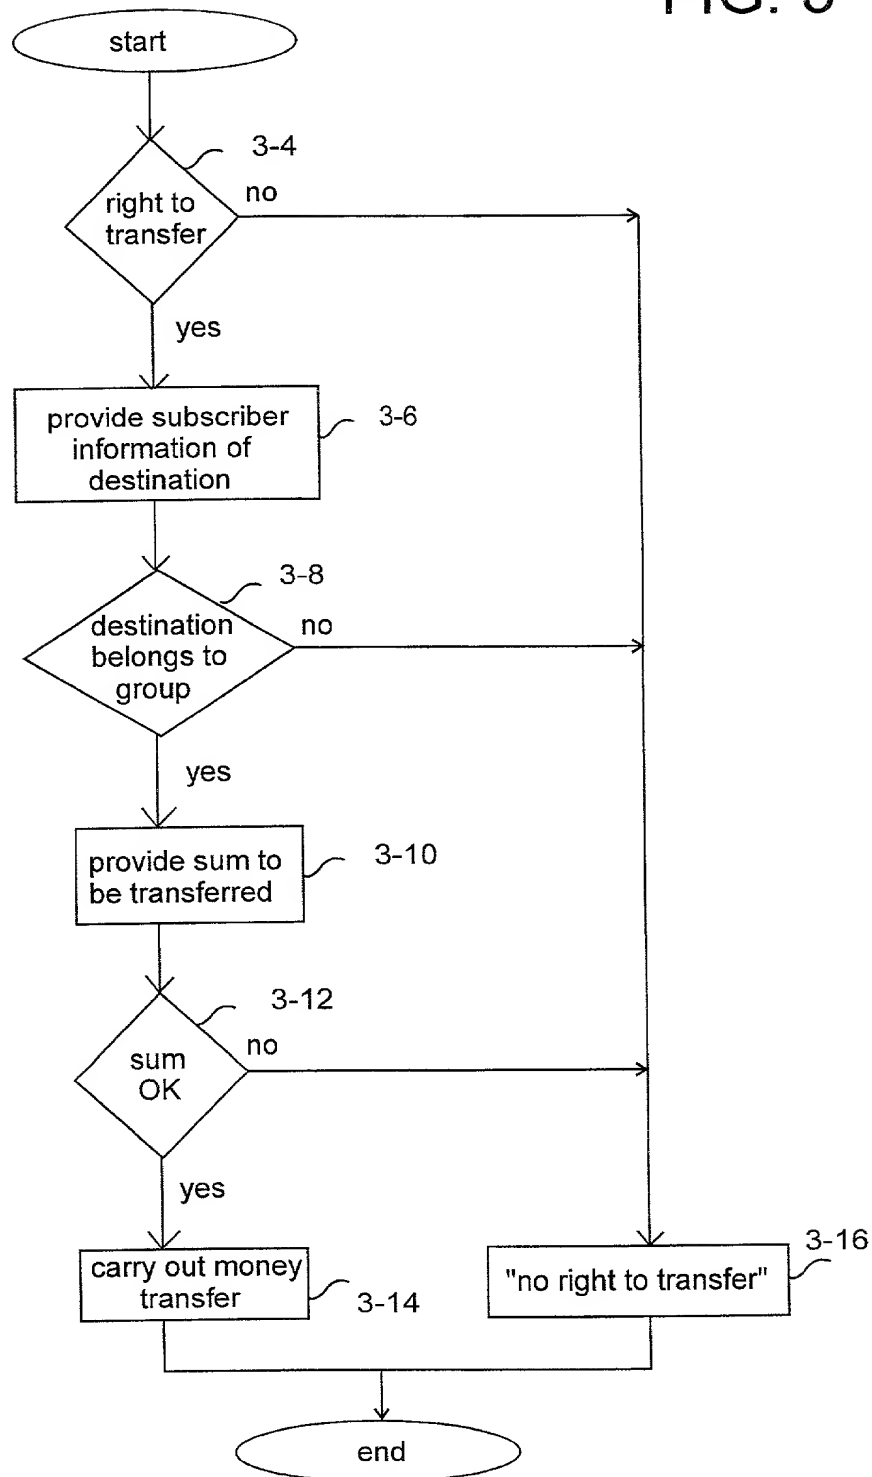 start
3-4
right to
transfer
no
yes
provide subscriber
information of
destination
3-6
3-8
destination
belongs to
group
no
yes
provide sum to
be transferred
3-10
3-12
sum
OK
no
yes
carry out money
transfer
3-14
"no right to transfer"
3-16
end